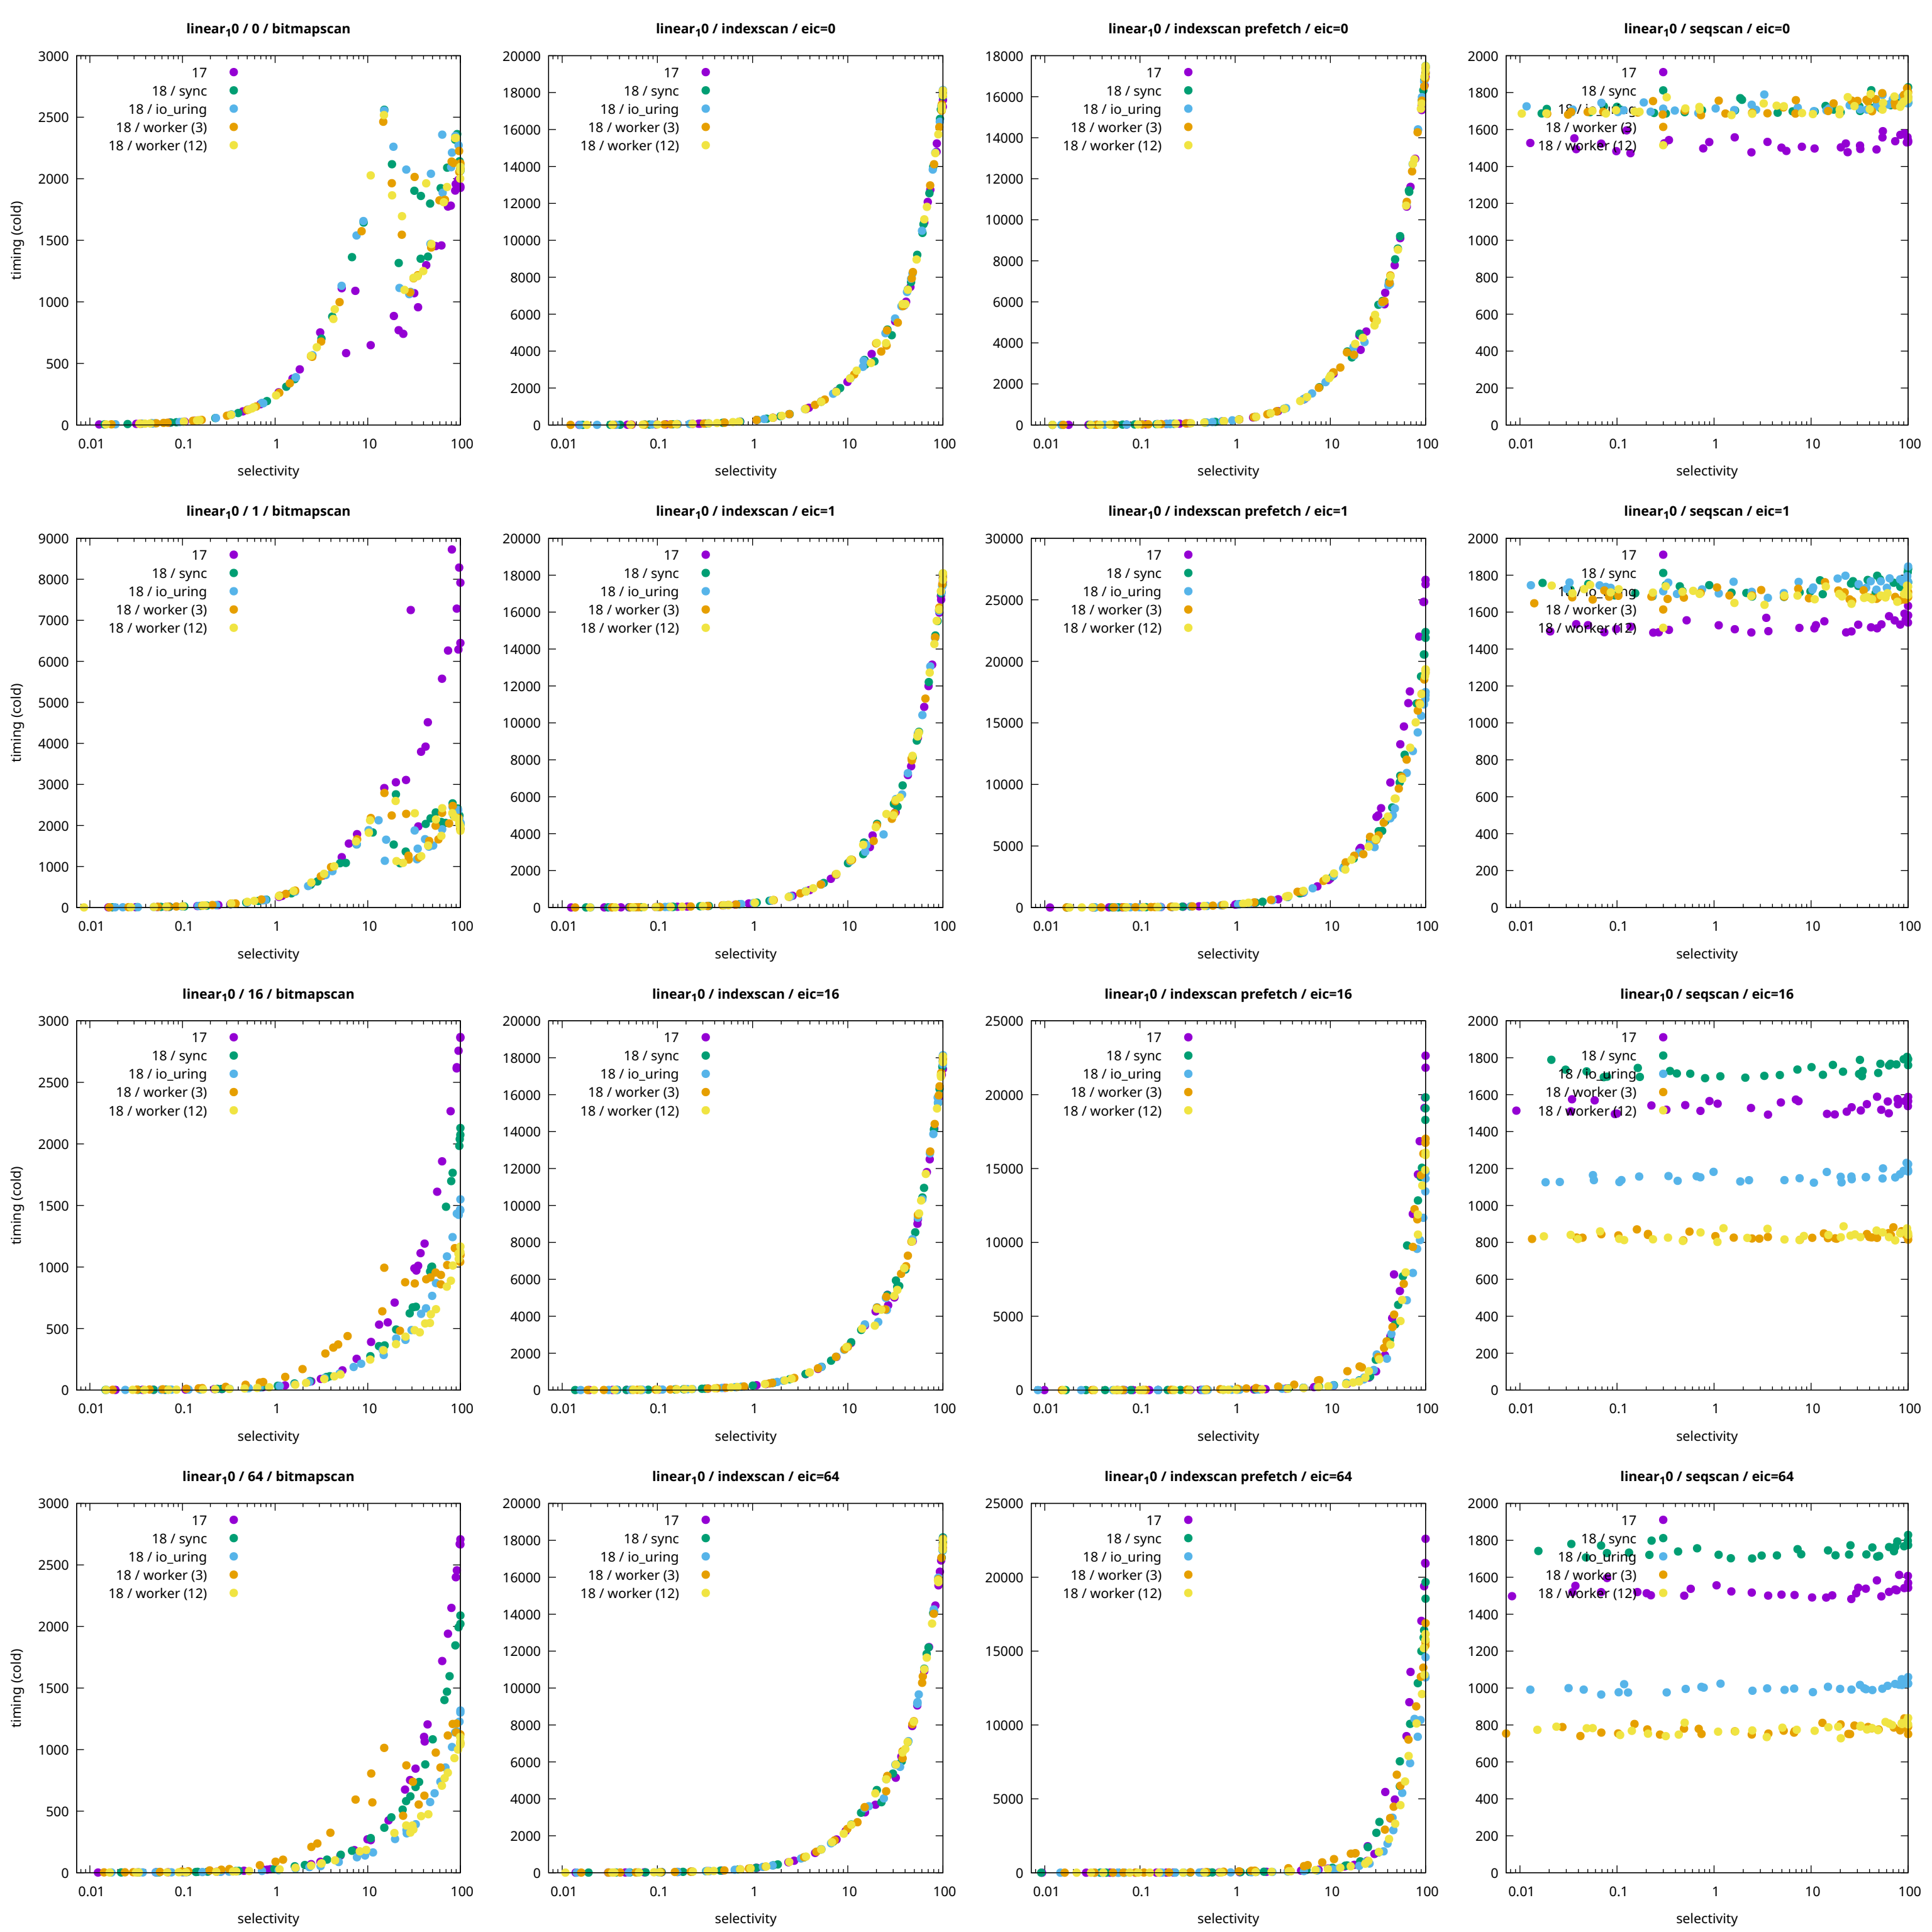 linear₁0 / 0 / bitmapscan
timing (cold)
3000
2500
2000
1500
1000
500
0
17
18 / sync
18 / io_uring
18 / worker (3)
18 / worker (12)
0.01 0.1 1 10 100
selectivity
linear₁0 / indexscan / eic=0
20000
18000
16000
14000
12000
10000
8000
6000
4000
2000
0
17
18 / sync
18 / io_uring
18 / worker (3)
18 / worker (12)
0.01 0.1 1 10 100
selectivity
linear₁0 / indexscan prefetch / eic=0
18000
16000
14000
12000
10000
8000
6000
4000
2000
0
17
18 / sync
18 / io_uring
18 / worker (3)
18 / worker (12)
0.01 0.1 1 10 100
selectivity
linear₁0 / seqscan / eic=0
2000
1800
1600
1400
1200
1000
800
600
400
200
0
17
18 / sync
18 / io_uring
18 / worker (3)
18 / worker (12)
0.01 0.1 1 10 100
selectivity
linear₁0 / 1 / bitmapscan
timing (cold)
9000
8000
7000
6000
5000
4000
3000
2000
1000
0
17
18 / sync
18 / io_uring
18 / worker (3)
18 / worker (12)
0.01 0.1 1 10 100
selectivity
linear₁0 / indexscan / eic=1
20000
18000
16000
14000
12000
10000
8000
6000
4000
2000
0
17
18 / sync
18 / io_uring
18 / worker (3)
18 / worker (12)
0.01 0.1 1 10 100
selectivity
linear₁0 / indexscan prefetch / eic=1
30000
25000
20000
15000
10000
5000
0
17
18 / sync
18 / io_uring
18 / worker (3)
18 / worker (12)
0.01 0.1 1 10 100
selectivity
linear₁0 / seqscan / eic=1
2000
1800
1600
1400
1200
1000
800
600
400
200
0
17
18 / sync
18 / io_uring
18 / worker (3)
18 / worker (12)
0.01 0.1 1 10 100
selectivity
linear₁0 / 16 / bitmapscan
timing (cold)
3000
2500
2000
1500
1000
500
0
17
18 / sync
18 / io_uring
18 / worker (3)
18 / worker (12)
0.01 0.1 1 10 100
selectivity
linear₁0 / indexscan / eic=16
20000
18000
16000
14000
12000
10000
8000
6000
4000
2000
0
17
18 / sync
18 / io_uring
18 / worker (3)
18 / worker (12)
0.01 0.1 1 10 100
selectivity
linear₁0 / indexscan prefetch / eic=16
25000
20000
15000
10000
5000
0
17
18 / sync
18 / io_uring
18 / worker (3)
18 / worker (12)
0.01 0.1 1 10 100
selectivity
linear₁0 / seqscan / eic=16
2000
1800
1600
1400
1200
1000
800
600
400
200
0
17
18 / sync
18 / io_uring
18 / worker (3)
18 / worker (12)
0.01 0.1 1 10 100
selectivity
linear₁0 / 64 / bitmapscan
timing (cold)
3000
2500
2000
1500
1000
500
0
17
18 / sync
18 / io_uring
18 / worker (3)
18 / worker (12)
0.01 0.1 1 10 100
selectivity
linear₁0 / indexscan / eic=64
20000
18000
16000
14000
12000
10000
8000
6000
4000
2000
0
17
18 / sync
18 / io_uring
18 / worker (3)
18 / worker (12)
0.01 0.1 1 10 100
selectivity
linear₁0 / indexscan prefetch / eic=64
25000
20000
15000
10000
5000
0
17
18 / sync
18 / io_uring
18 / worker (3)
18 / worker (12)
0.01 0.1 1 10 100
selectivity
linear₁0 / seqscan / eic=64
2000
1800
1600
1400
1200
1000
800
600
400
200
0
17
18 / sync
18 / io_uring
18 / worker (3)
18 / worker (12)
0.01 0.1 1 10 100
selectivity